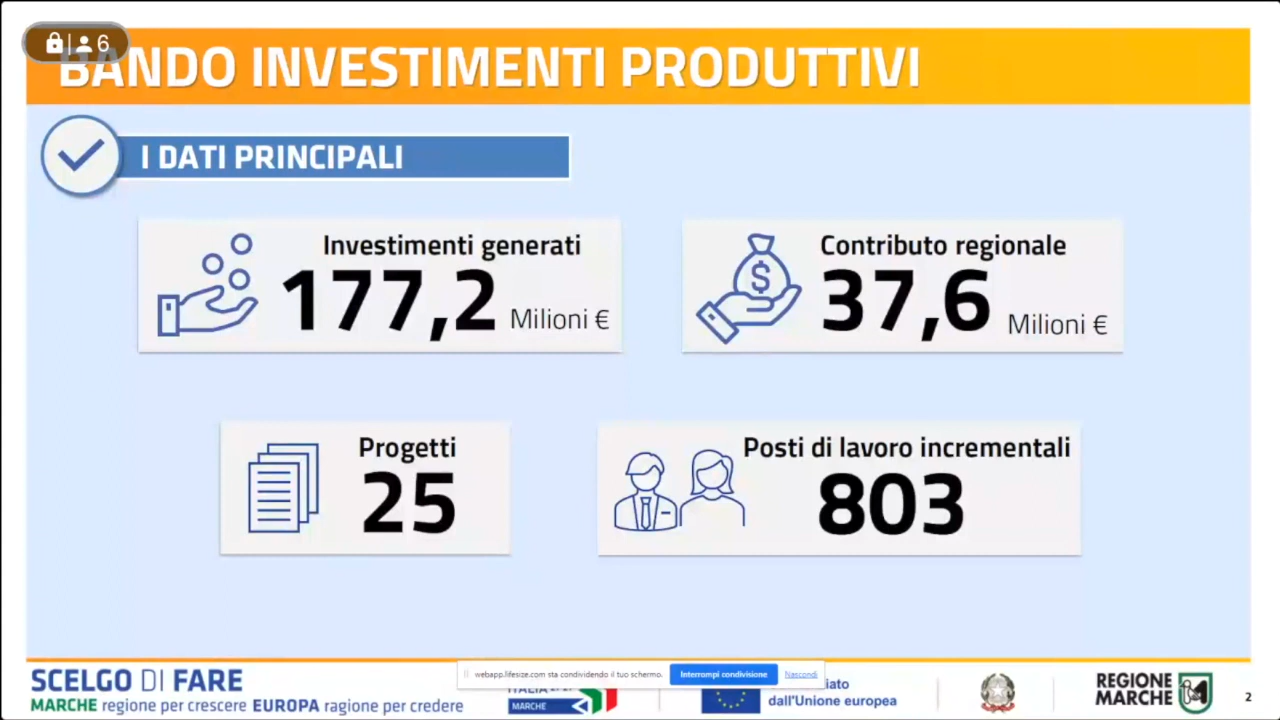 6
BANDO INVESTIMENTI PRODUTTIVI
I DATI PRINCIPALI
Investimenti generati
177,2 Milioni €
Contributo regionale
37,6 Milioni €
Progetti
25
Posti di lavoro incrementali
803
SCELGO DI FARE
MARCHE regione per crescere EUROPA ragione per credere
webapp.lifesize.com sta condividendo il tuo schermo.
Interrompi condivisione
Nascondi
MARCHE
dall'Unione europea
REGIONE
MARCHE
2